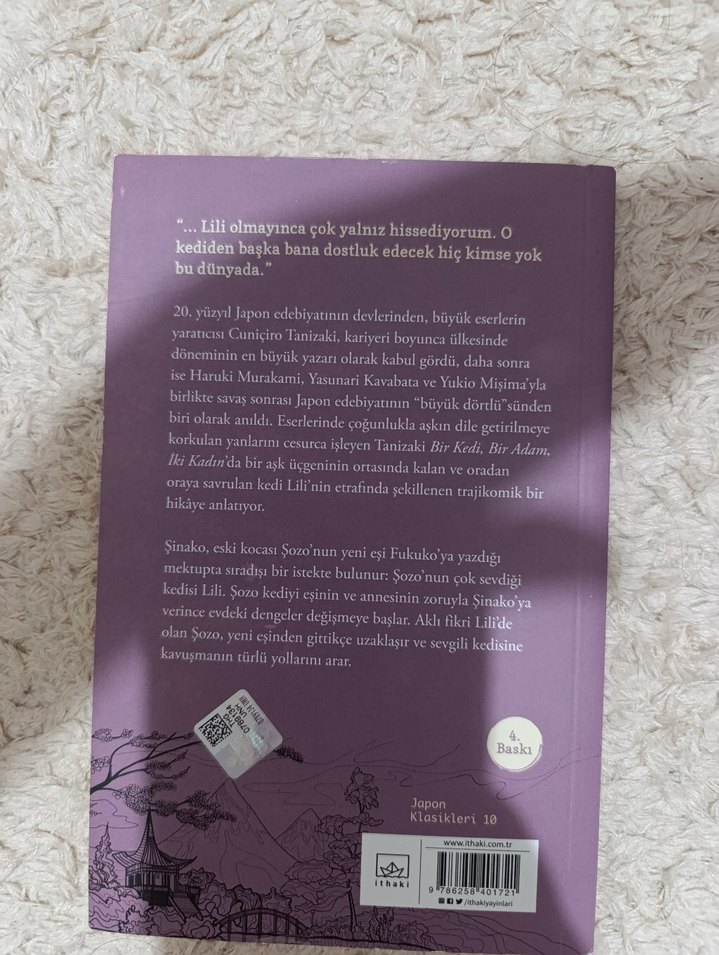 “... Lili olmayınca çok yalnız hissediyorum. O
kediden başka bana dostluk edecek hiç kimse yok
bu dünyada.”
20. yüzyıl Japon edebiyatının devlerinden, büyük eserlerin
yaratıcısı Cuniçiro Tanizaki, kariyeri boyunca ülkesinde
döneminin en büyük yazarı olarak kabul gördü, daha sonra
ise Haruki Murakami, Yasunari Kavabata ve Yukio Mişima’yla
birlikte savaş sonrası Japon edebiyatının “büyük dörtlü”sünden
biri olarak anıldı. Eserlerinde çoğunlukla aşkın dile getirilmeye
korkulan yanlarını cesurca işleyen Tanizaki Bir Kedi, Bir Adam,
İki Kadın’da bir aşk üçgeninin ortasında kalan ve oradan
oraya savrulan kedi Lili’nin etrafında şekillenen trajikomik bir
hikâye anlatıyor.
Şinako, eski kocası Şozo’nun yeni eşi Fukuko’ya yazdığı
mektupta sıradışı bir istekte bulunur: Şozo’nun çok sevdiği
kedisi Lili. Şozo kediyi eşinin ve annesinin zoruyla Şinako’ya
verince evdeki dengeler değişmeye başlar. Aklı fikri Lili’de
olan Şozo, yeni eşinden gittikçe uzaklaşır ve sevgili kedisine
kavuşmanın türlü yollarını arar.
4.
Baskı
Japon
Klasikleri 10
www.ithaki.com.tr
ithaki
9 786258 401721
/ithakiyayinlari